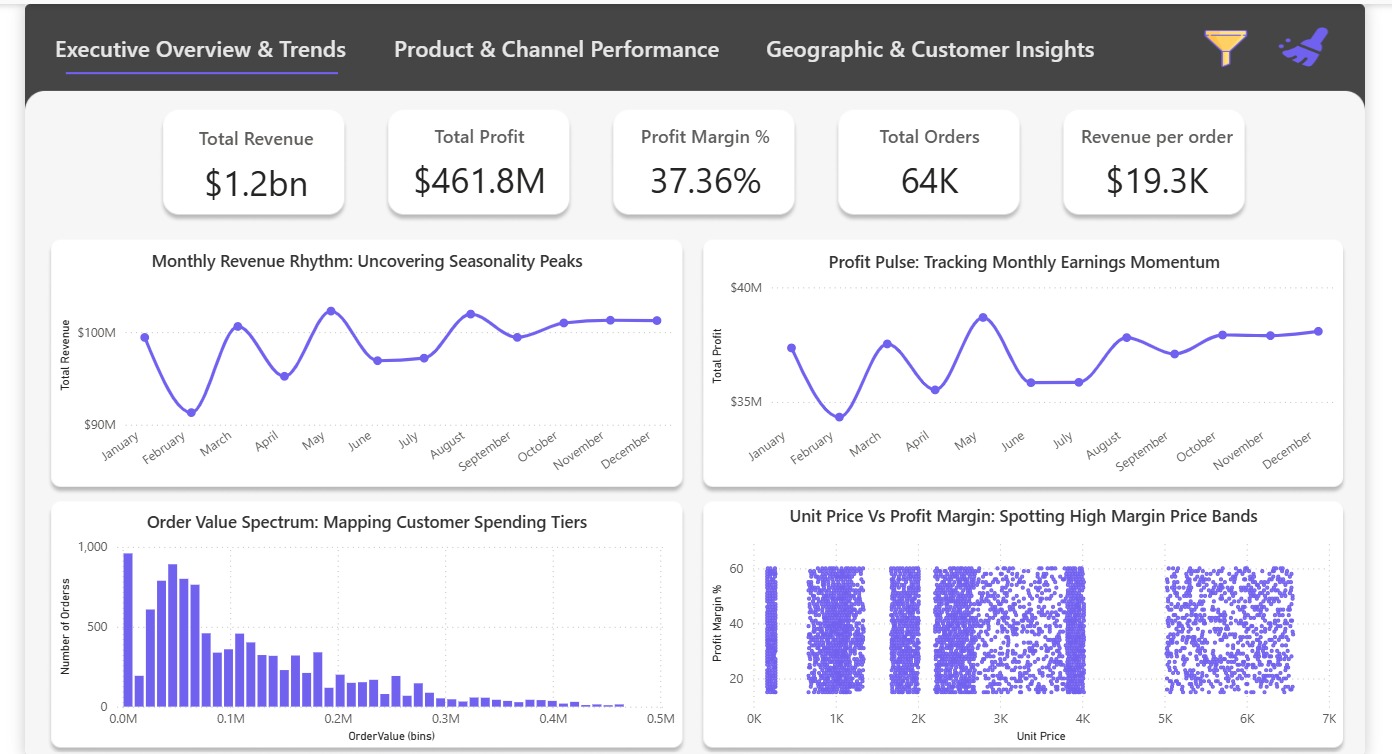 Executive Overview & Trends
Product & Channel Performance
Geographic & Customer Insights
Total Revenue
$1.2bn
Total Profit
$461.8M
Profit Margin %
37.36%
Total Orders
64K
Revenue per order
$19.3K
Monthly Revenue Rhythm: Uncovering Seasonality Peaks
Total Revenue
$100M
$90M
January
February
March
April
May
June
July
August
September
October
November
December
Profit Pulse: Tracking Monthly Earnings Momentum
Total Profit
$40M
$35M
January
February
March
April
May
June
July
August
September
October
November
December
Order Value Spectrum: Mapping Customer Spending Tiers
Number of Orderss
1,000
500
0
0.0M
0.1M
0.2M
0.3M
0.4M
0.5M
OrderValue (bins)
Unit Price Vs Profit Margin: Spotting High Margin Price Bands
Profit Margin %
60
40
20
0K
1K
2K
3K
4K
5K
6K
7K
Unit Price